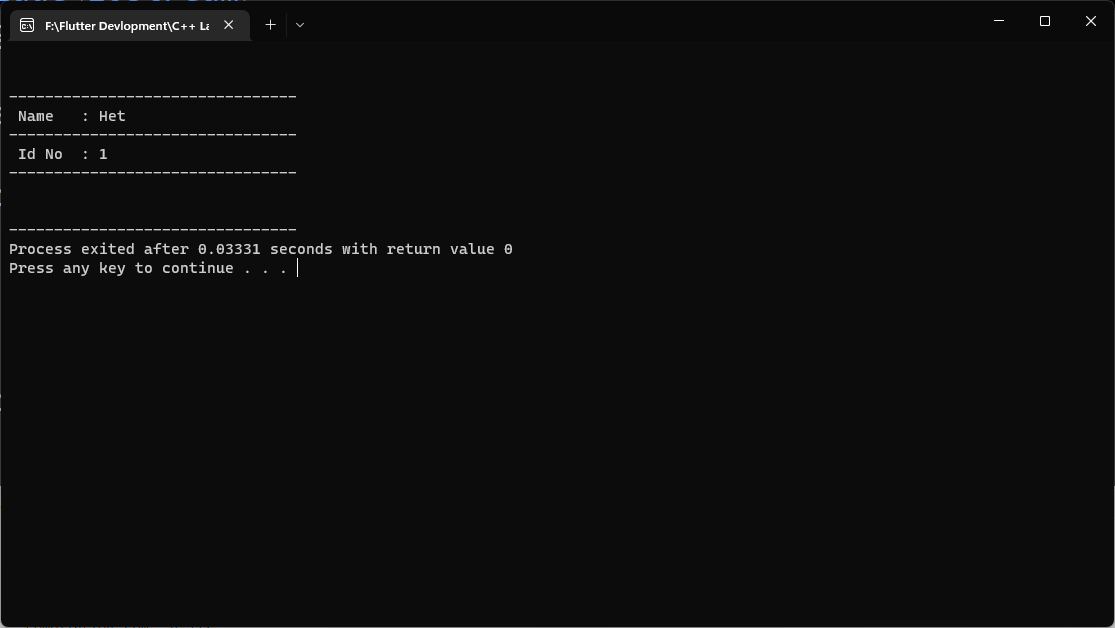 F:\Flutter Devlopment\C++ La
--------------------------------
Name   : Het
--------------------------------
Id No  : 1
--------------------------------
--------------------------------
Process exited after 0.03331 seconds with return value 0
Press any key to continue . . .